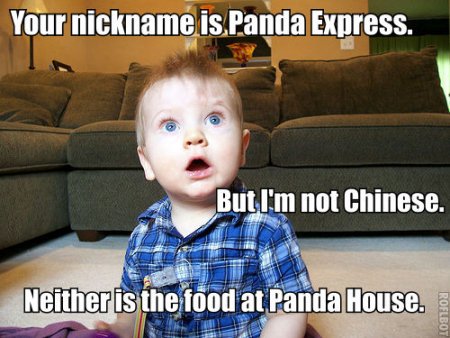 Your nickname is Panda Express.
But I'm not Chinese.
Neither is the food at Panda House.
ROFLBOT